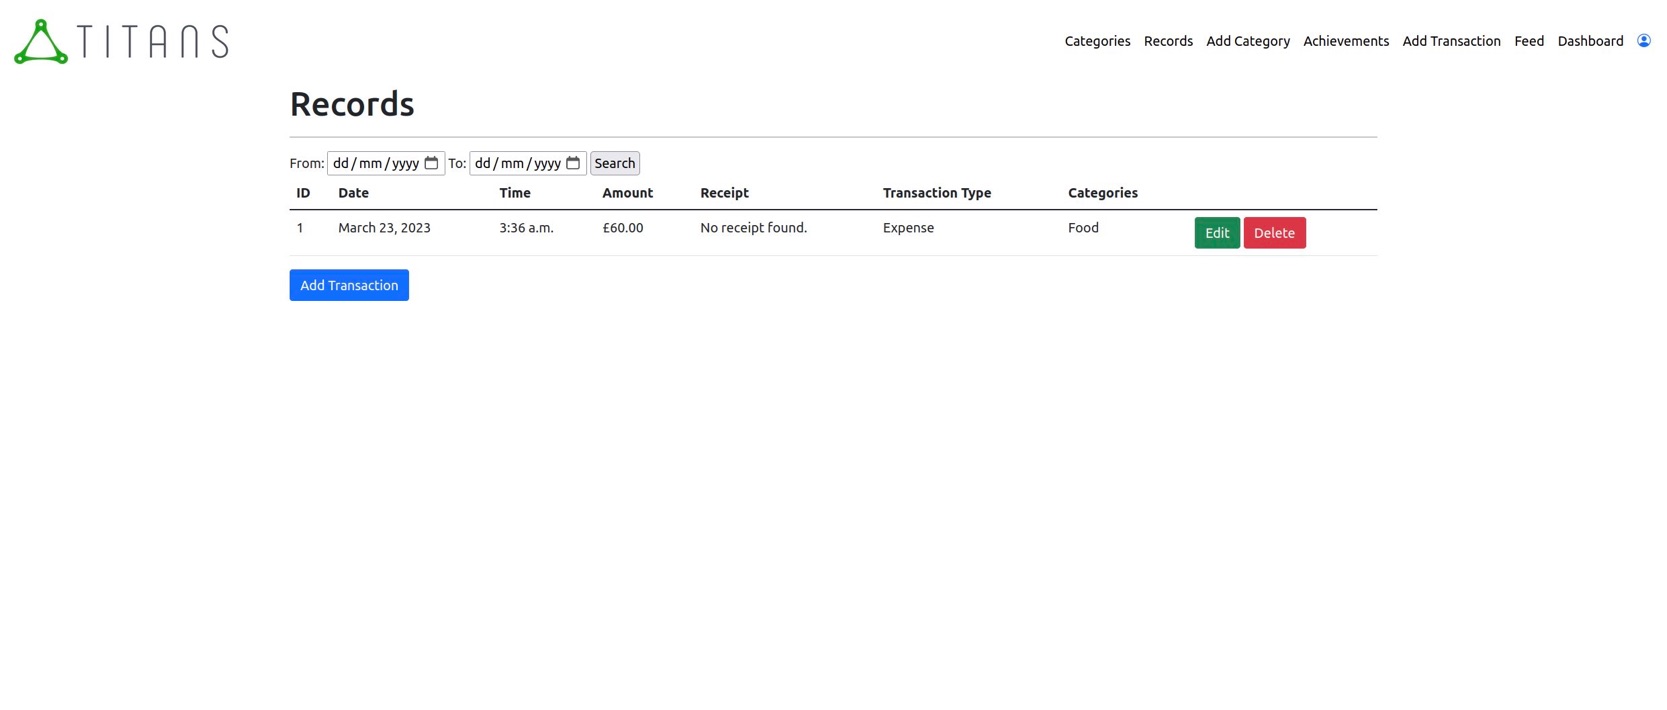 TITANS
Categories Records Add Category Achievements Add Transaction Feed Dashboard
Records
From: dd/mm/yyyy To: dd/mm/yyyy Search
ID Date Time Amount Receipt Transaction Type Categories
1 March 23, 2023 3:36 a.m. £60.00 No receipt found. Expense Food Edit Delete
Add Transaction